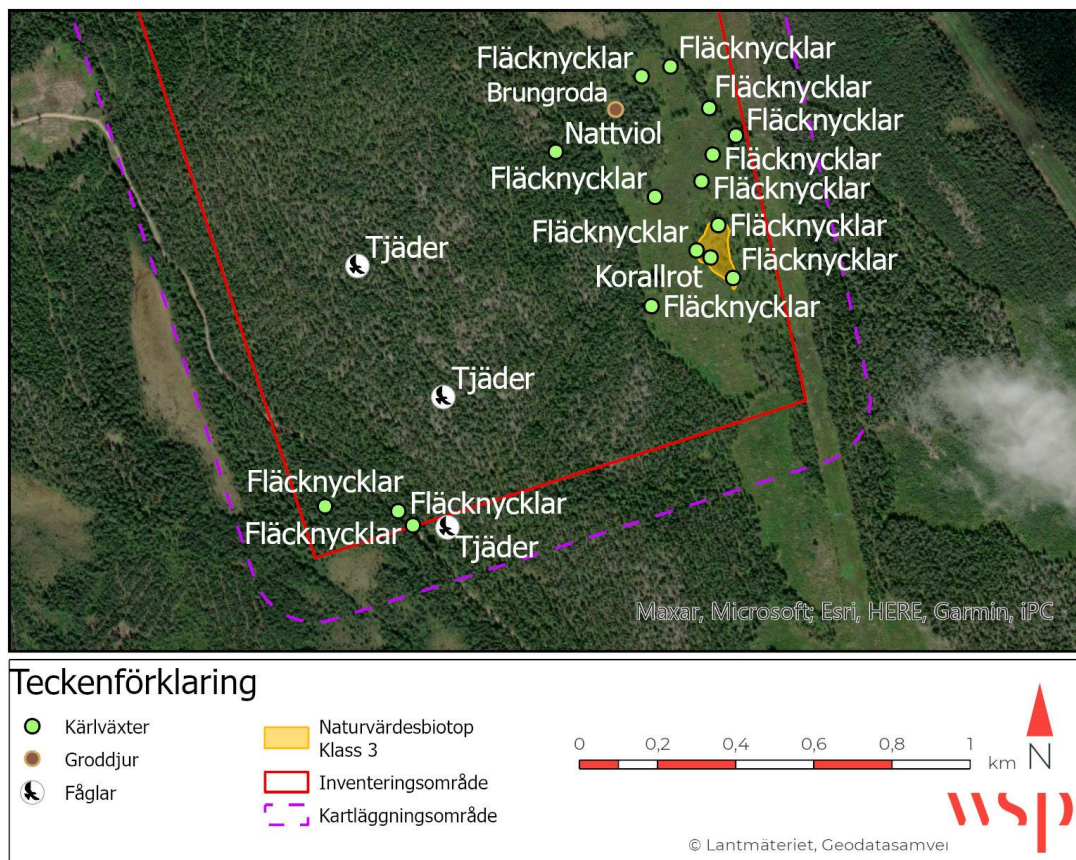 Fläcknycklar
Fläcknycklar
Brungroda
Fläcknycklar
Nattviol
Fläcknycklar
Fläcknycklar
Fläcknycklar
Fläcknycklar
Fläcknycklar
Fläcknycklar
Tjäder
Korallrot
Fläcknycklar
Fläcknycklar
Tjäder
Fläcknycklar
Fläcknycklar
Fläcknycklar
Tjäder
Maxar, Microsoft, Esri, HERE, Garmin, iPC
Teckenförklaring
Kärlväxter
Groddjur
Fåglar
Naturvärdesbiotop
Klass 3
Inventeringsområde
Kartläggningsområde
0 0,2 0,4 0,6 0,8 1
km
N
wsp
© Lantmäteriet, Geodatasamver